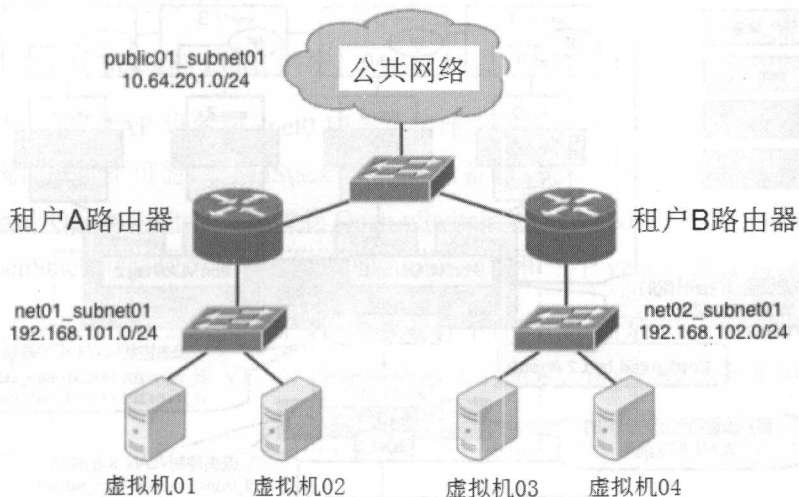 public01_subnet01
10.64.201.0/24
公共网络
租户A路由器
租户B路由器
net01_subnet01
192.168.101.0/24
net02_subnet01
192.168.102.0/24
虚拟机01
虚拟机02
虚拟机03
虚拟机04